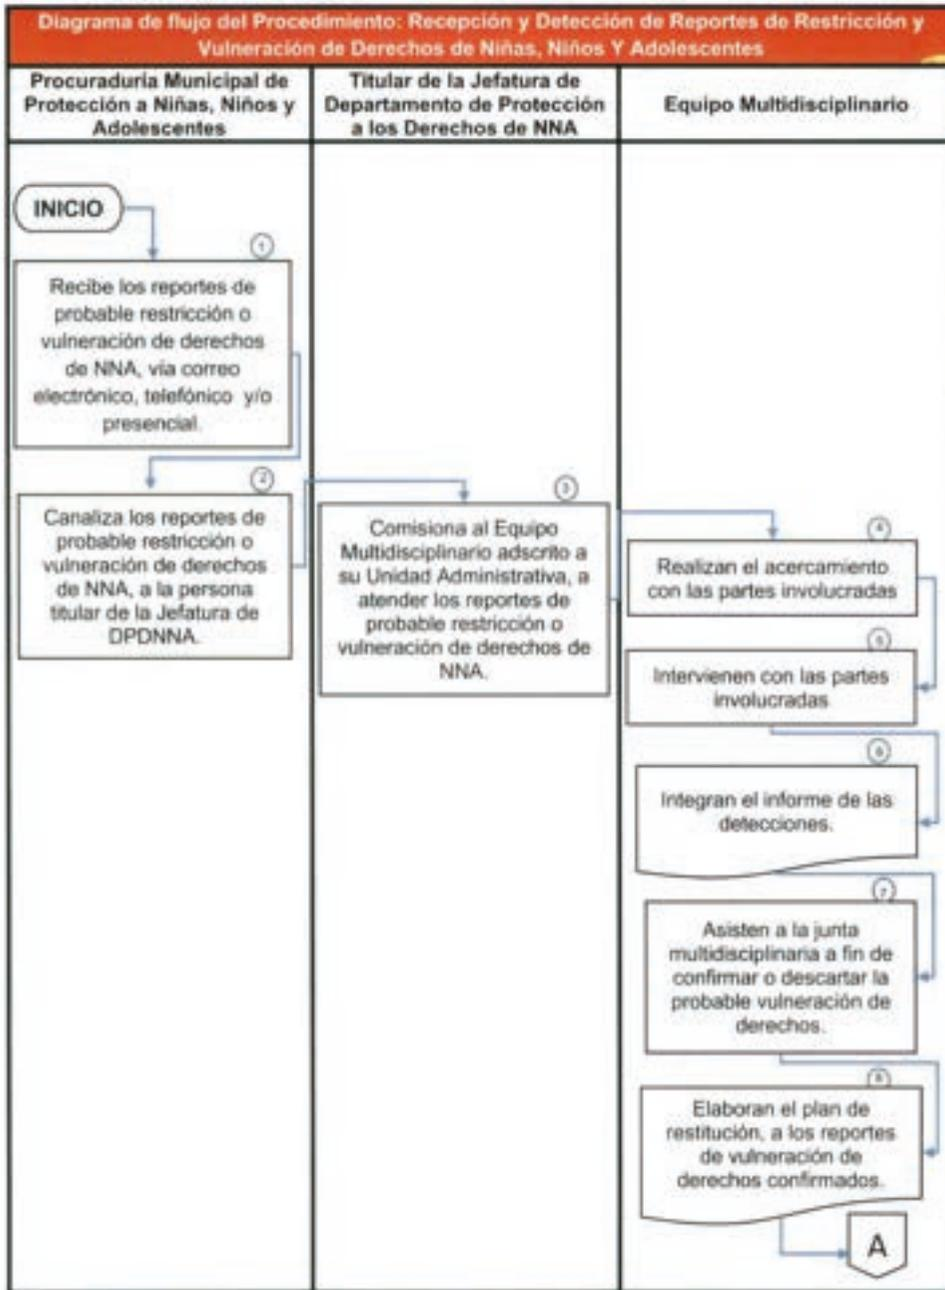 Diagrama de flujo del Procedimiento: Recepción y Detección de Reportes de Restricción y
Vulneración de Derechos de Niñas, Niños Y Adolescentes
Procuraduría Municipal de
Protección a Niñas, Niños y
Adolescentes
Titular de la Jefatura de
Departamento de Protección
a los Derechos de NNA
Equipo Multidisciplinario
INICIO
1
Recibe los reportes de
probable restricción o
vulneración de derechos
de NNA, vía correo
electrónico, telefónico y/o
presencial.
2
Canaliza los reportes de
probable restricción o
vulneración de derechos
de NNA, a la persona
titular de la Jefatura de
DPDNNA.
3
Comisiona al Equipo
Multidisciplinario adscrito a
su Unidad Administrativa, a
atender los reportes de
probable restricción o
vulneración de derechos de
NNA.
4
Realizan el acercamiento
con las partes involucradas
5
Intervienen con las partes
involucradas
6
Integran el informe de las
detecciones.
7
Asisten a la junta
multidisciplinaria a fin de
confirmar o descartar la
probable vulneración de
derechos.
8
Elaboran el plan de
restitución, a los reportes
de vulneración de
derechos confirmados.
A